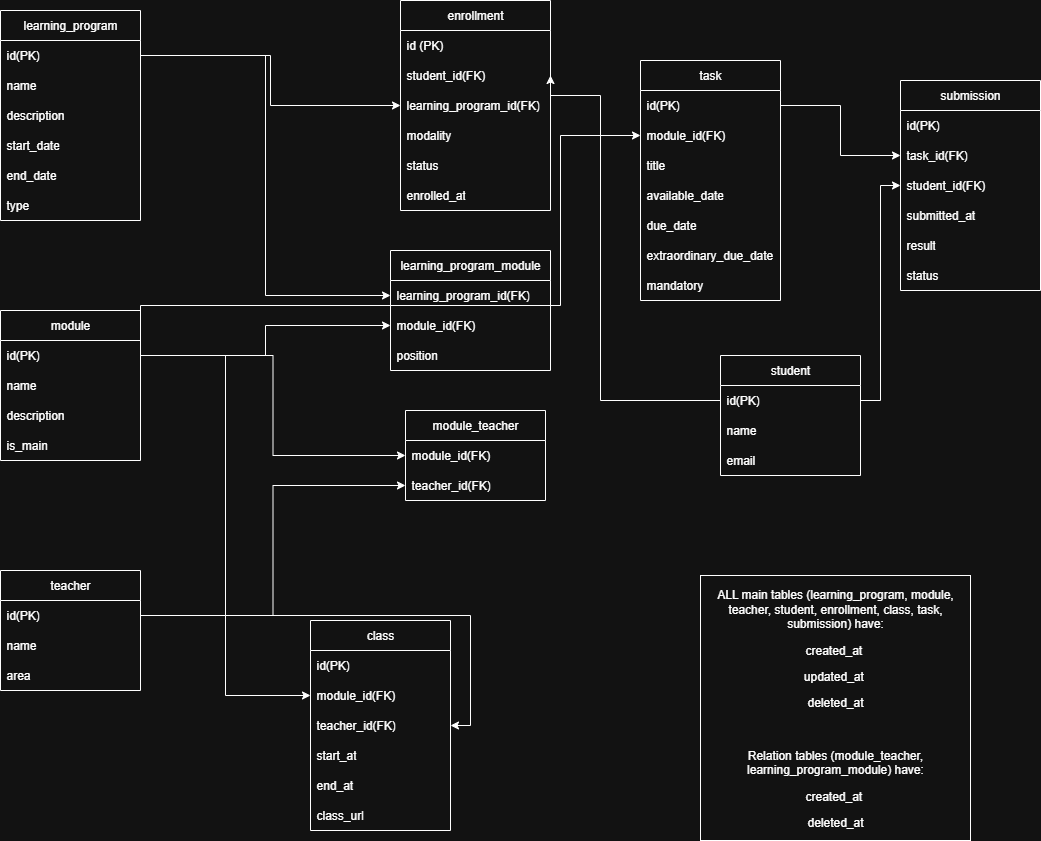 learning_program
id(PK)
name
description
start_date
end_date
type
enrollment
id (PK)
student_id(FK)
learning_program_id(FK)
modality
status
enrolled_at
task
id(PK)
module_id(FK)
title
available_date
due_date
extraordinary_due_date
mandatory
submission
id(PK)
task_id(FK)
student_id(FK)
submitted_at
result
status
learning_program_module
learning_program_id(FK)
module_id(FK)
position
module
id(PK)
name
description
is_main
student
id(PK)
name
email
module_teacher
module_id(FK)
teacher_id(FK)
teacher
id(PK)
name
area
class
id(PK)
module_id(FK)
teacher_id(FK)
start_at
end_at
class_url
ALL main tables (learning_program, module,
teacher, student, enrollment, class, task,
submission) have:
created_at
updated_at
deleted_at
Relation tables (module_teacher,
learning_program_module) have:
created_at
deleted_at